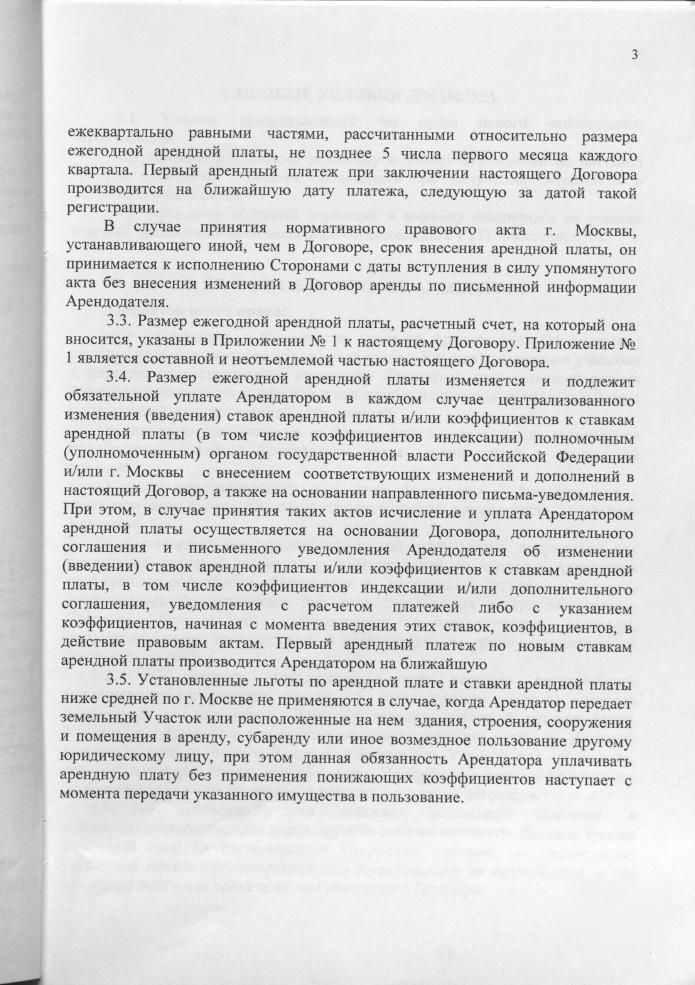 3
4. ОСОБЫЕ УСЛОВИЯ ДОГОВОРА
ежеквартально равными частями, рассчитанными относительно размера
ежегодной арендной платы, не позднее 5 числа первого месяца каждого
квартала. Первый арендный платеж при заключении настоящего Договора
производится на ближайшую дату платежа, следующую за датой такой
регистрации.
В случае принятия нормативного правового акта г. Москвы,
устанавливающего иной, чем в Договоре, срок внесения арендной платы, он
принимается к исполнению Сторонами с даты вступления в силу упомянутого
акта без внесения изменений в Договор аренды по письменной информации
Арендодателя.
3.3. Размер ежегодной арендной платы, расчетный счет, на который она
вносится, указаны в Приложении № 1 к настоящему Договору. Приложение №
1 является составной и неотъемлемой частью настоящего Договора.
3.4. Размер ежегодной арендной платы изменяется и подлежит
обязательной уплате Арендатором в каждом случае централизованного
изменения (введения) ставок арендной платы и/или коэффициентов к ставкам
арендной платы (в том числе коэффициентов индексации) полномочным
(уполномоченным) органом государственной власти Российской Федерации
и/или г. Москвы с внесением соответствующих изменений и дополнений в
настоящий Договор, а также на основании направленного письма-уведомления.
При этом, в случае принятия таких актов исчисление и уплата Арендатором
арендной платы осуществляется на основании Договора, дополнительного
соглашения и письменного уведомления Арендодателя об изменении
(введении) ставок арендной платы и/или коэффициентов к ставкам арендной
платы, в том числе коэффициентов индексации и/или дополнительного
соглашения, уведомления с расчетом платежей либо с указанием
коэффициентов, начиная с момента введения этих ставок, коэффициентов, в
действие правовым актам. Первый арендный платеж по новым ставкам
арендной платы производится Арендатором на ближайшую
3.5. Установленные льготы по арендной плате и ставки арендной платы
ниже средней по г. Москве не применяются в случае, когда Арендатор передает
земельный Участок или расположенные на нем здания, строения, сооружения
и помещения в аренду, субаренду или иное возмездное пользование другому
юридическому лицу, при этом данная обязанность Арендатора уплачивать
арендную плату без применения понижающих коэффициентов наступает с
момента передачи указанного имущества в пользование.